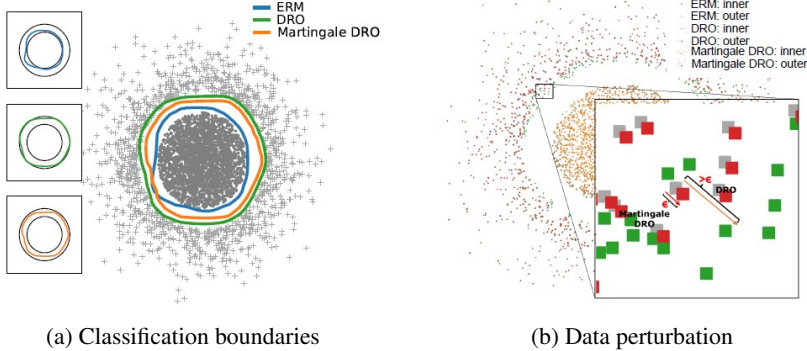 ERM
DRO
Martingale DRO
ERM: inner
ERM: outer
DRO: inner
DRO: outer
Martingale DRO: inner
Martingale DRO: outer
>ϵ
DRO
ϵ
Martingale
DRO
(a) Classification boundaries
(b) Data perturbation